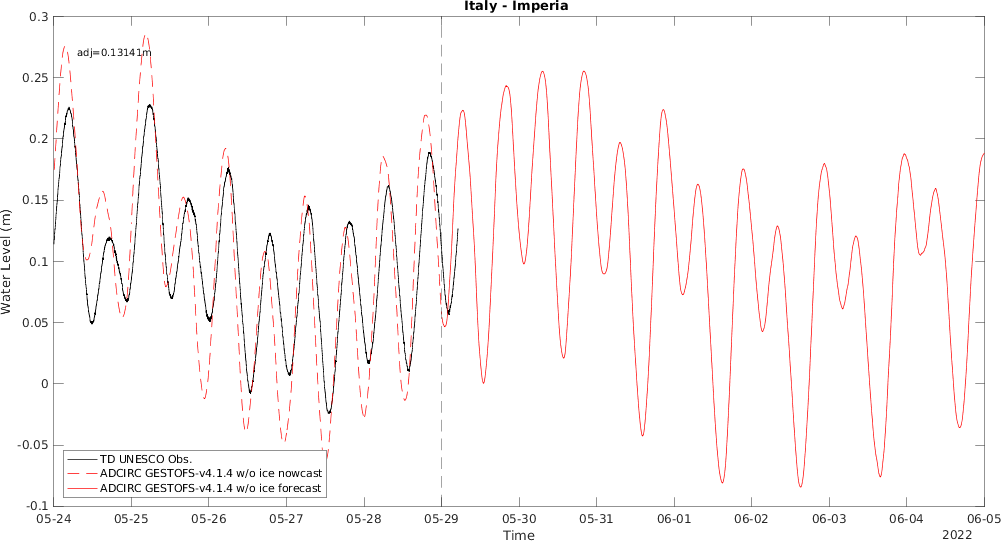 Italy - Imperia
0.3
0.25
0.2
0.15
0.1
0.05
0
-0.05
-0.1
Water Level (m)
adj=0.13141m
TD UNESCO Obs.
ADCIRC GESTOFS-v4.1.4 w/o ice nowcast
ADCIRC GESTOFS-v4.1.4 w/o ice forecast
05-24 05-25 05-26 05-27 05-28 05-29 05-30 05-31 06-01 06-02 06-03 06-04 06-05
Time
2022